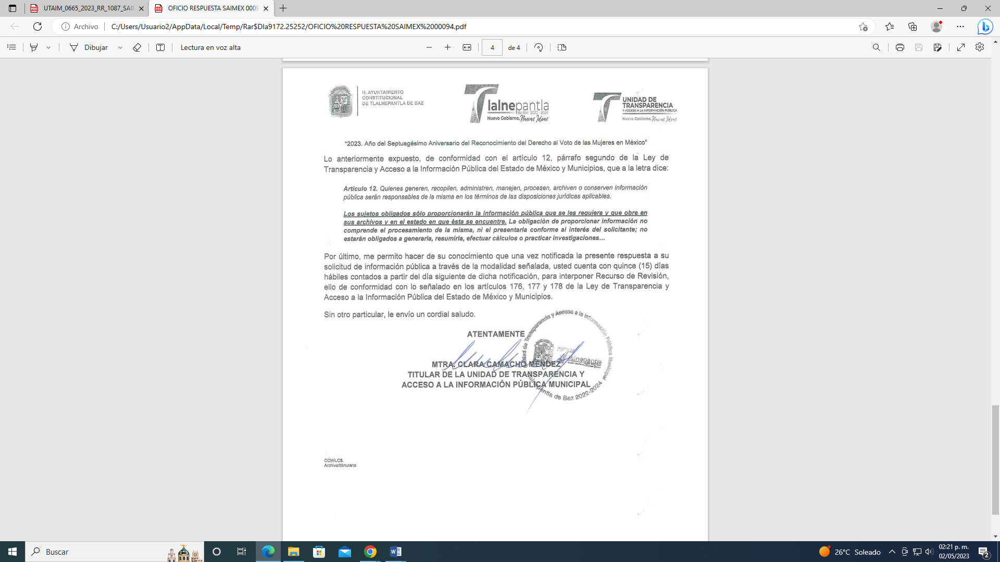 UTAIM_0665_2023_RR_1087_SAI
OFICIO RESPUESTA SAIMEX 0009
Archivo
C:/Users/Usuario2/AppData/Local/Temp/Rar$DIa9172.25252/OFICIO%20RESPUESTA%20SAIMEX%2000094.pdf
Dibujar
Lectura en voz alta
4
de 4
H. AYUNTAMIENTO
CONSTITUCIONAL
DE TLALNEPANTLA DE BAZ
Tlalnepantla
de Baz 2022 - 2024
Nuevo Gobierno, Nuevas Ideas
UNIDAD DE
TRANSPARENCIA
Y ACCESO A LA INFORMACIÓN PÚBLICA
Nuevo Gobierno, Nuevas Ideas
"2023. Año del Septuagésimo Aniversario del Reconocimiento del Derecho al Voto de las Mujeres en México"
Lo anteriormente expuesto, de conformidad con el artículo 12, párrafo segundo de la Ley de
Transparencia y Acceso a la Información Pública del Estado de México y Municipios, que a la letra dice:
Articulo 12. Quienes generen, recopilen, administren, manejen, procesen, archiven o conserven información
pública serán responsables de la misma en los términos de las disposiciones jurídicas aplicables.
Los sujetos obligados sólo proporcionarán la información pública que se les requiera y que obre en
sus archivos y en el estado en que ésta se encuentre. La obligación de proporcionar información no
comprende el procesamiento de la misma, ni el presentarla conforme al interés del solicitante; no
estarán obligados a generarla, resumirla, efectuar cálculos o practicar investigaciones...
Por último, me permito hacer de su conocimiento que una vez notificada la presente respuesta a su
solicitud de información pública a través de la modalidad señalada, usted cuenta con quince (15) días
hábiles contados a partir del día siguiente de dicha notificación, para interponer Recurso de Revisión,
ello de conformidad con lo señalado en los artículos 176, 177 y 178 de la Ley de Transparencia y
Acceso a la Información Pública del Estado de México y Municipios.
Sin otro particular, le envío un cordial saludo.
ATENTAMENTE
MTRA. CLARA CAMACHO MÉNDEZ
TITULAR DE LA UNIDAD DE TRANSPARENCIA Y
ACCESO A LA INFORMACIÓN PÚBLICA MUNICIPAL
Unidad de Transparencia y Acceso a la Información Pública Municipal
Tlalnepantla
Tlalnepantla de Baz 2022-2024
CCM/LCS.
Archivo/Minutario
Buscar
26°C Soleado
02:21 p. m.
02/05/2023
2